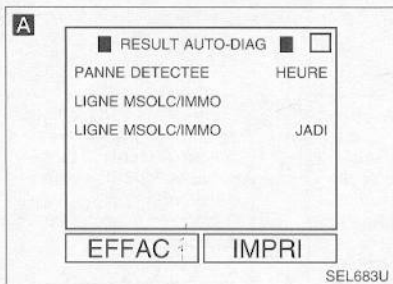 A
RESULT AUTO-DIAG
PANNE DETECTEE HEURE
LIGNE MSOLC/IMMO
LIGNE MSOLC/IMMO JADI
EFFAC IMPRI
SEL683U